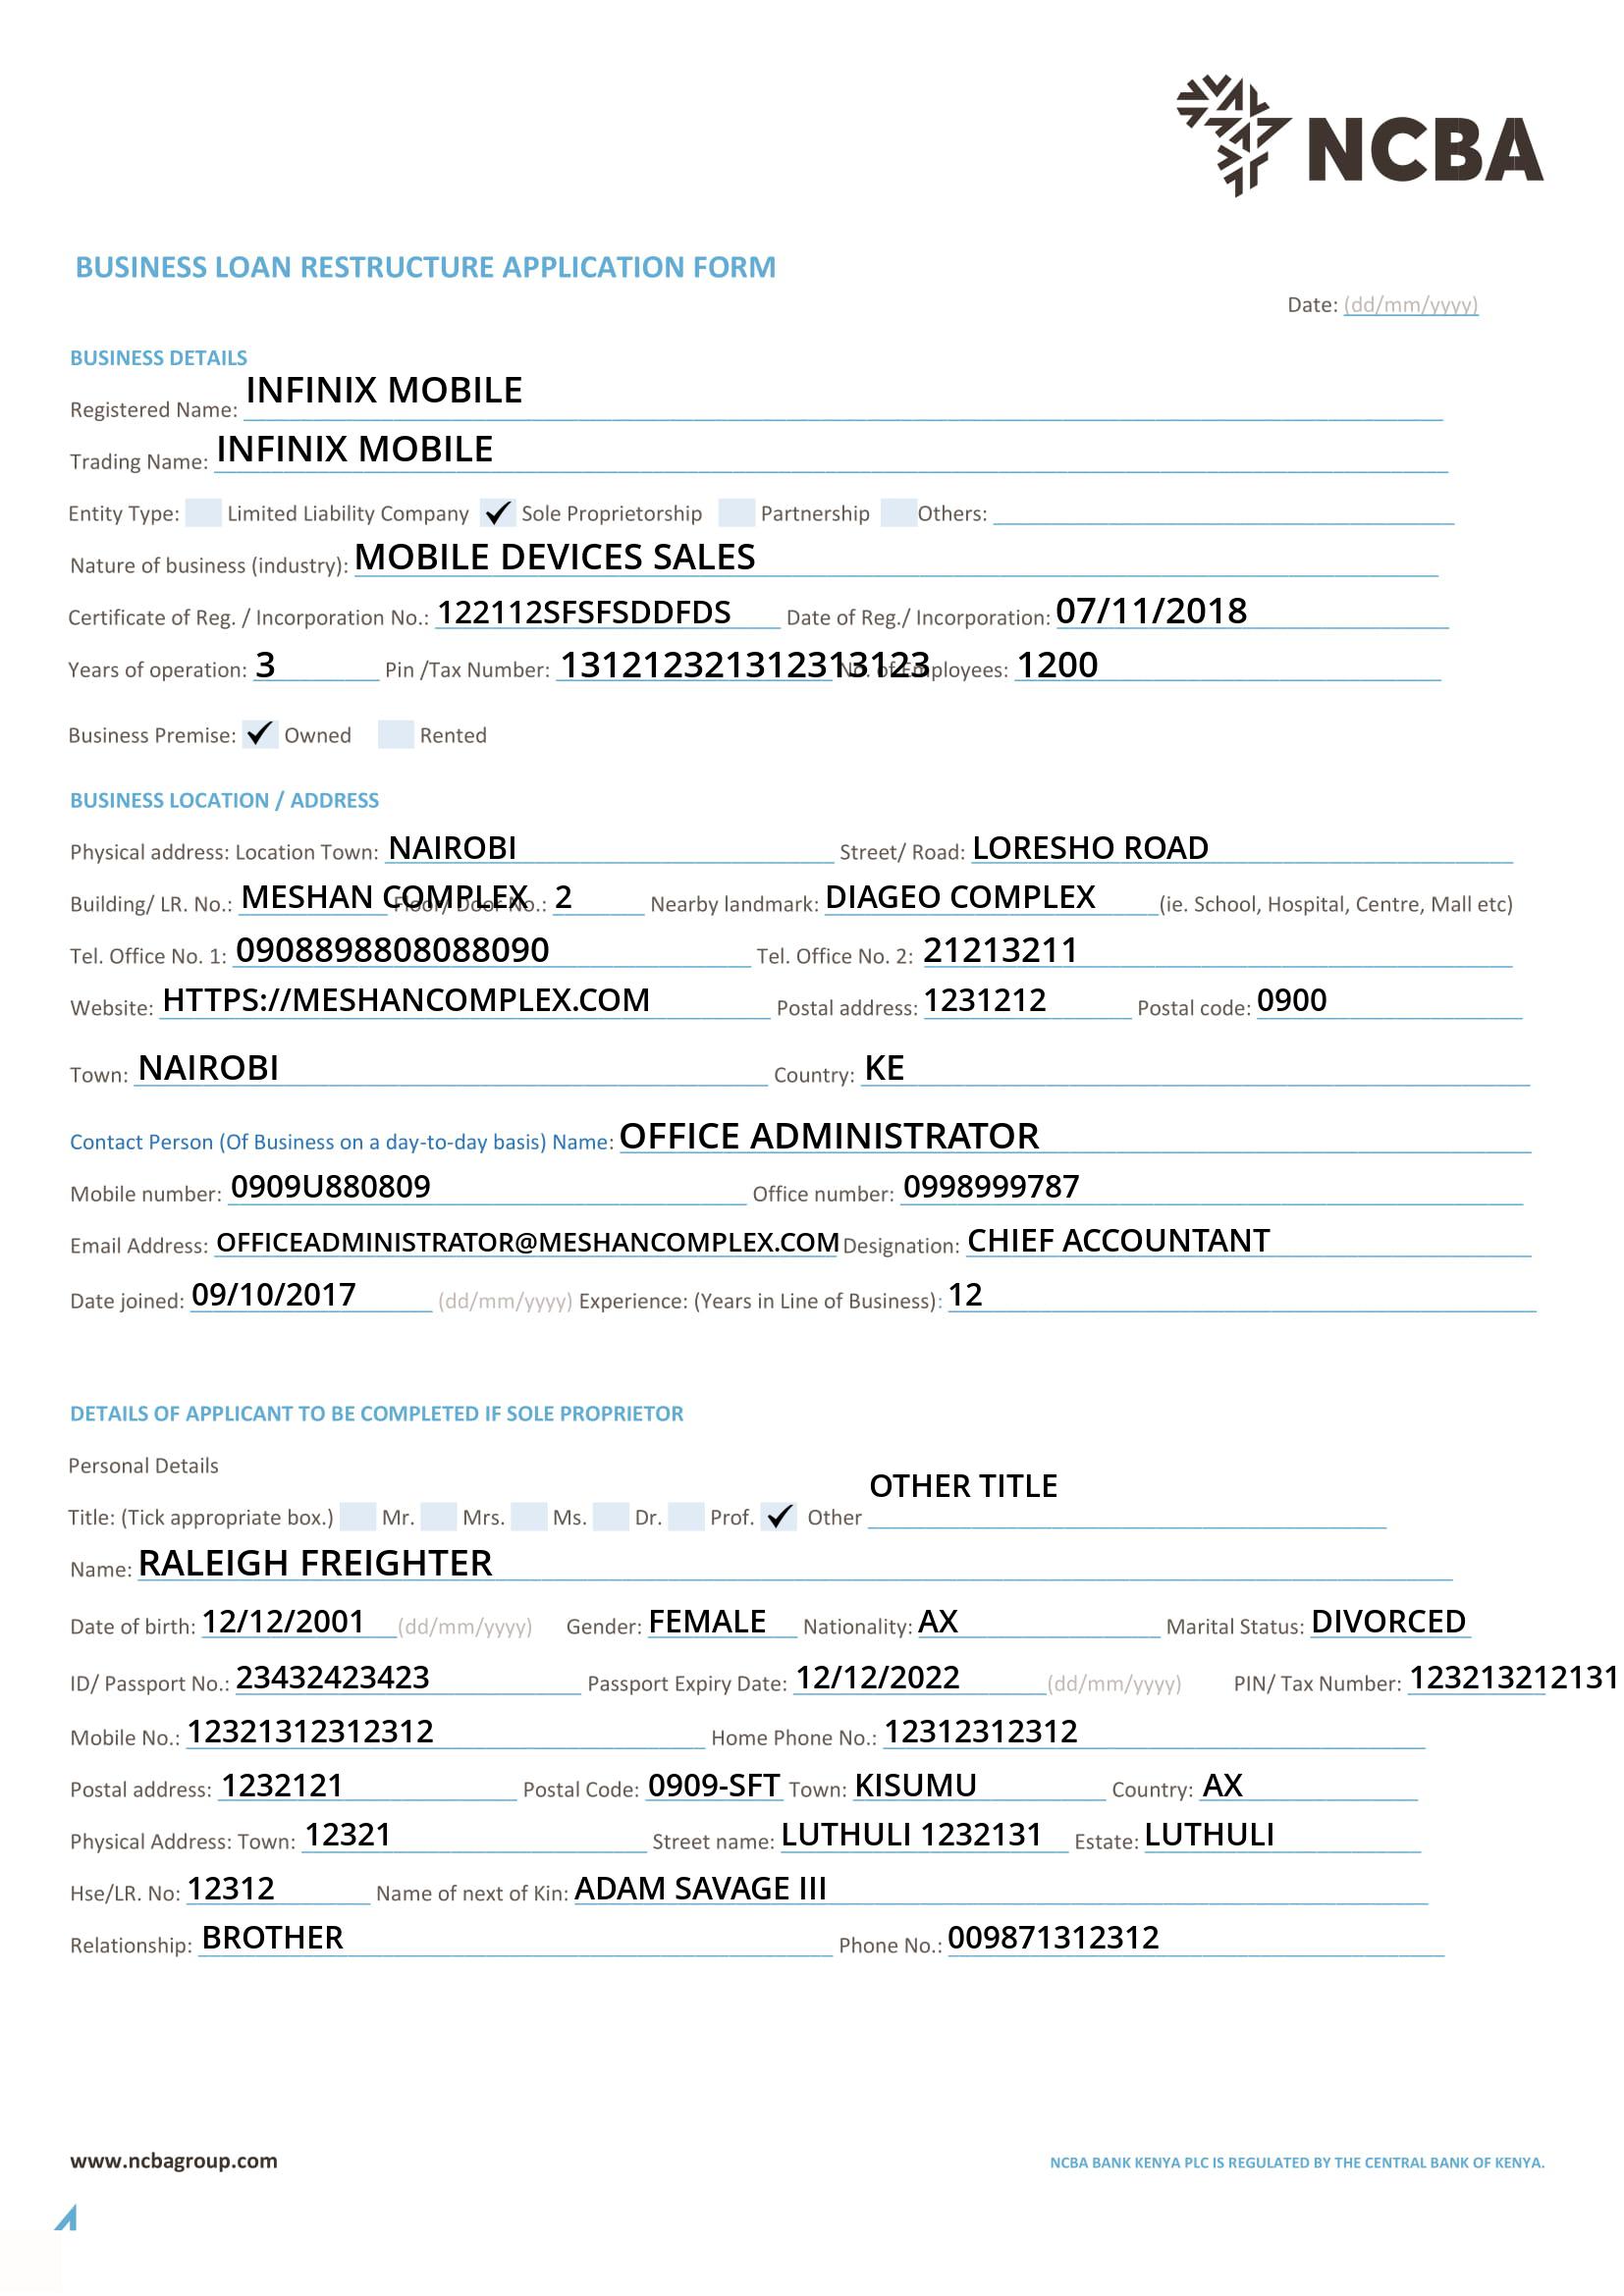 NCBA
BUSINESS LOAN RESTRUCTURE APPLICATION FORM
Date: (dd/mm/yyyy)
BUSINESS DETAILS
Registered Name: INFINIX MOBILE
Trading Name: INFINIX MOBILE
Entity Type: Limited Liability Company ✓ Sole Proprietorship Partnership Others:
Nature of business (industry): MOBILE DEVICES SALES
Certificate of Reg. / Incorporation No.: 122112SFSFSDDFDS Date of Reg./ Incorporation: 07/11/2018
Years of operation: 3 Pin /Tax Number: 131212321312313123 No. of Employees: 1200
Business Premise: ✓ Owned Rented
BUSINESS LOCATION / ADDRESS
Physical address: Location Town: NAIROBI Street/ Road: LORESHO ROAD
Building/ LR. No.: MESHAN COMPLEX Floor/ Door No.: 2 Nearby landmark: DIAGEO COMPLEX (ie. School, Hospital, Centre, Mall etc)
Tel. Office No. 1: 0908898808088090 Tel. Office No. 2: 21213211
Website: HTTPS://MESHANCOMPLEX.COM Postal address: 1231212 Postal code: 0900
Town: NAIROBI Country: KE
Contact Person (Of Business on a day-to-day basis) Name: OFFICE ADMINISTRATOR
Mobile number: 0909U880809 Office number: 0998999787
Email Address: OFFICEADMINISTRATOR@MESHANCOMPLEX.COM Designation: CHIEF ACCOUNTANT
Date joined: 09/10/2017 (dd/mm/yyyy) Experience: (Years in Line of Business): 12
DETAILS OF APPLICANT TO BE COMPLETED IF SOLE PROPRIETOR
Personal Details
Title: (Tick appropriate box.) Mr. Mrs. Ms. Dr. Prof. ✓ Other OTHER TITLE
Name: RALEIGH FREIGHTER
Date of birth: 12/12/2001 (dd/mm/yyyy) Gender: FEMALE Nationality: AX Marital Status: DIVORCED
ID/ Passport No.: 23432423423 Passport Expiry Date: 12/12/2022 (dd/mm/yyyy) PIN/ Tax Number: 123213212131
Mobile No.: 12321312312312 Home Phone No.: 12312312312
Postal address: 1232121 Postal Code: 0909-SFT Town: KISUMU Country: AX
Physical Address: Town: 12321 Street name: LUTHULI 1232131 Estate: LUTHULI
Hse/LR. No: 12312 Name of next of Kin: ADAM SAVAGE III
Relationship: BROTHER Phone No.: 009871312312
www.ncbagroup.com NCBA BANK KENYA PLC IS REGULATED BY THE CENTRAL BANK OF KENYA.